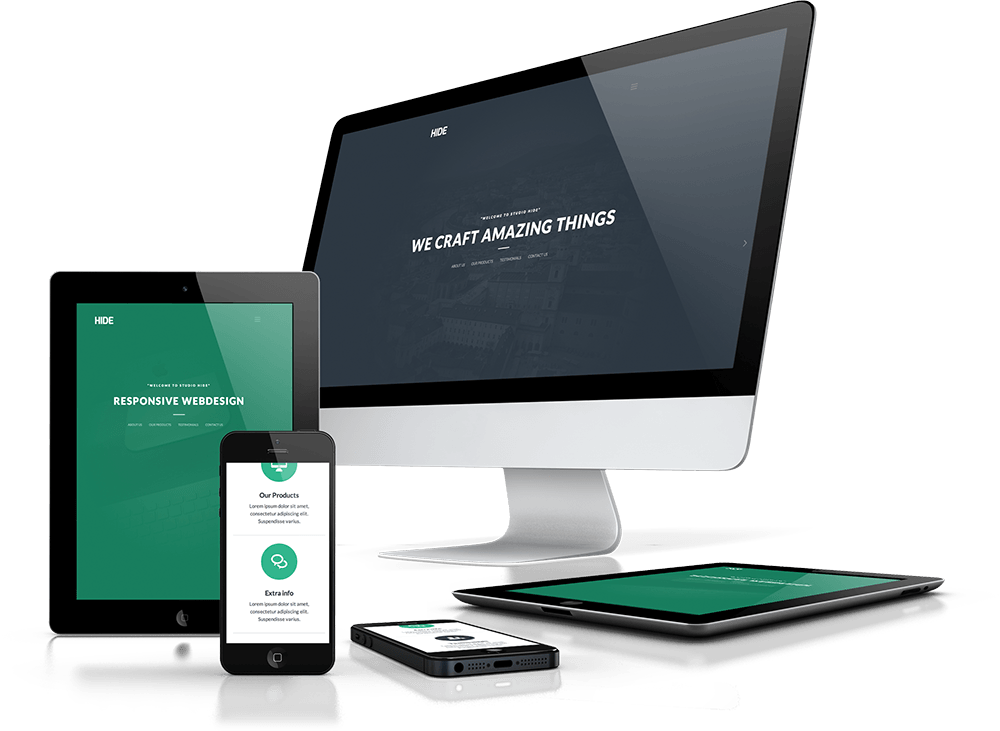 HIDE
"WELCOME TO STUDIO HIDE"
WE CRAFT AMAZING THINGS
ABOUT US OUR PRODUCTS TESTIMONIALS CONTACT US
HIDE
"WELCOME TO STUDIO HIDE"
RESPONSIVE WEBDESIGN
ABOUT US OUR PRODUCTS TESTIMONIALS CONTACT US
Our Products
Lorem ipsum dolor sit amet,
consectetur adipiscing elit.
Suspendisse varius.
Extra info
Lorem ipsum dolor sit amet,
consectetur adipiscing elit.
Suspendisse varius.